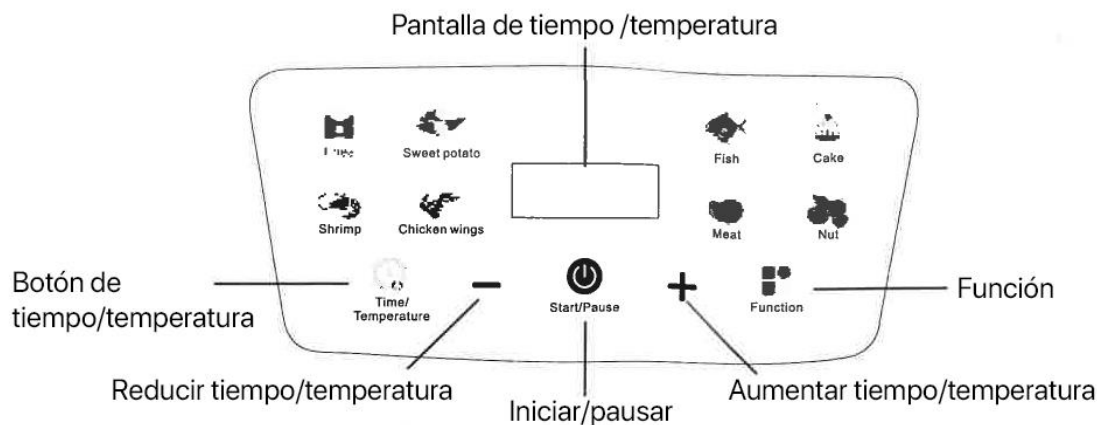 Pantalla de tiempo /temperatura
Sweet potato
Fish
Cake
Shrimp
Chicken wings
Meat
Nut
Botón de
tiempo/temperatura
Time/
Temperature
Start/Pause
Function
Función
Reducir tiempo/temperatura
Iniciar/pausar
Aumentar tiempo/temperatura